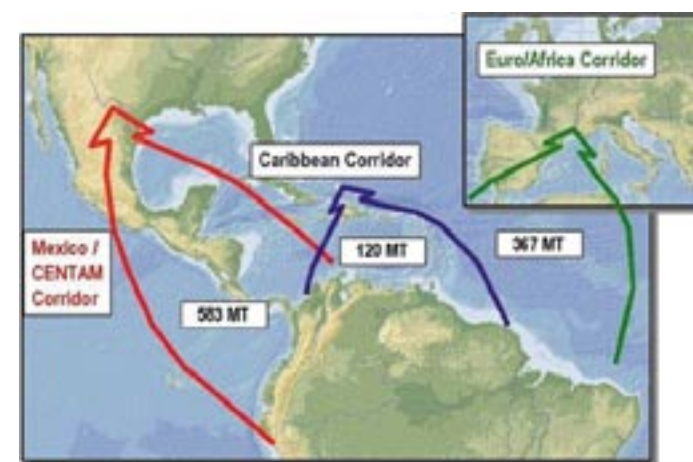 Euro/Africa Corridor
Caribbean Corridor
Mexico /
CENTAM
Corridor
120 MT
367 MT
583 MT